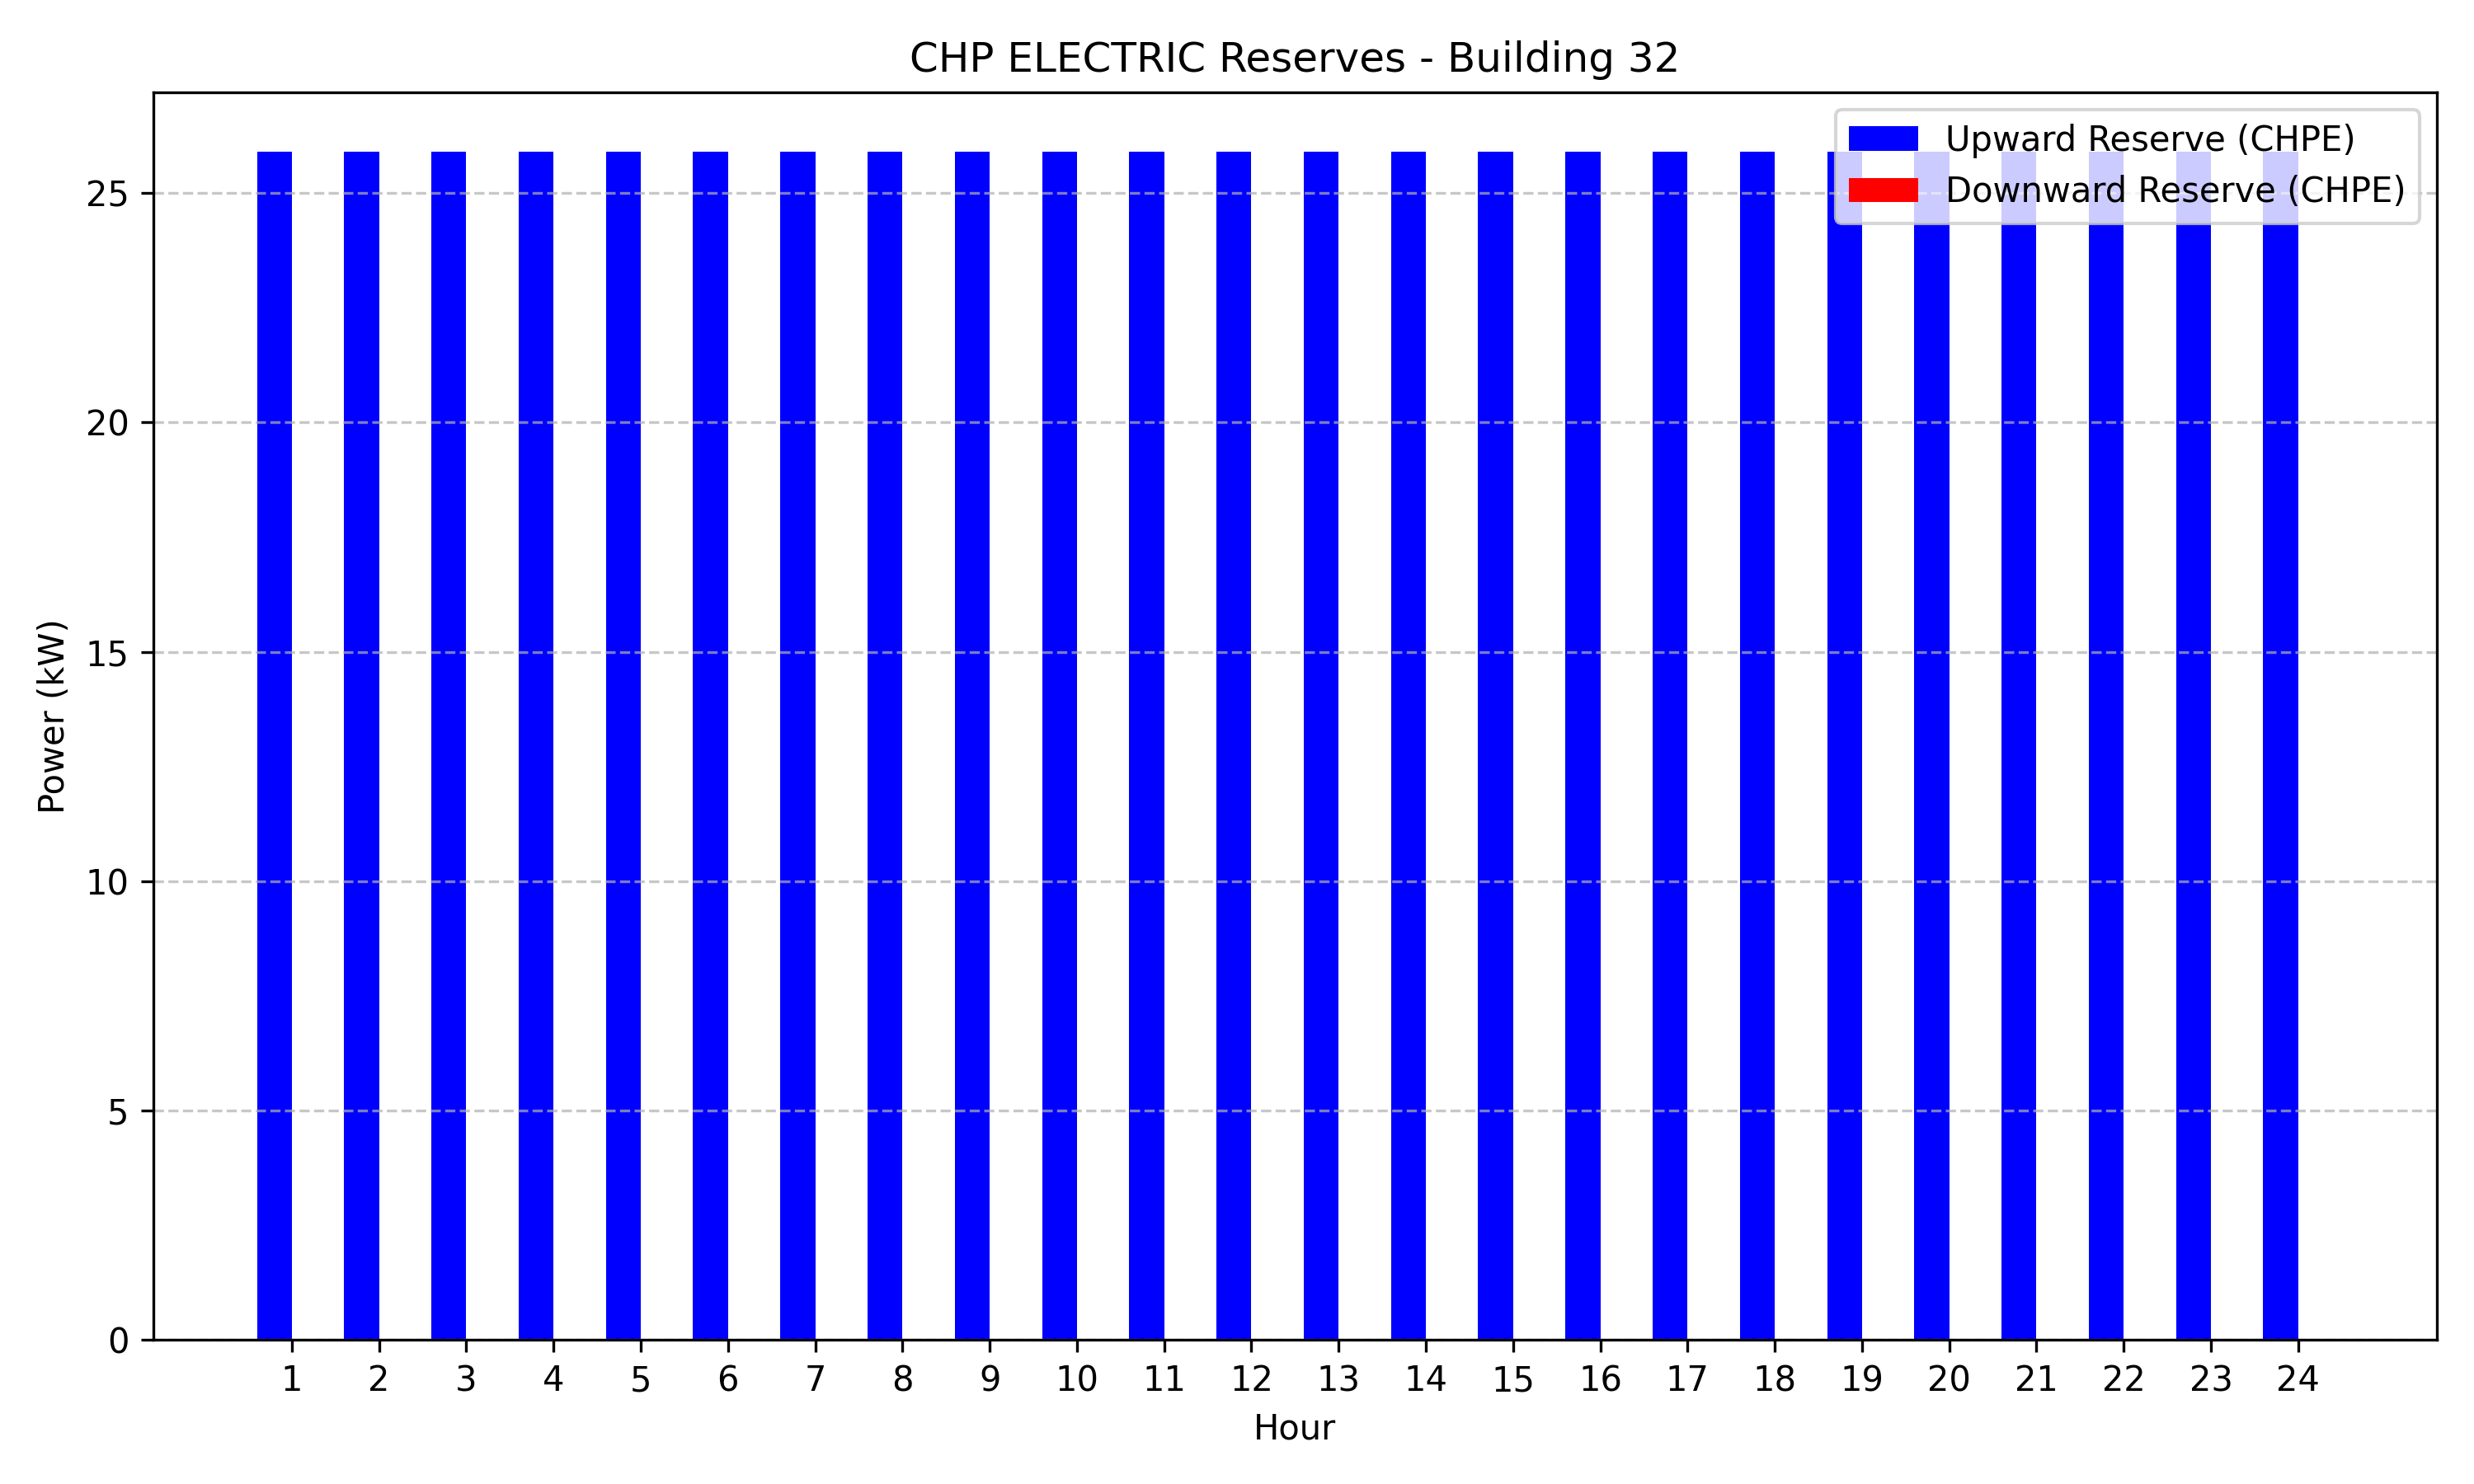 CHP ELECTRIC Reserves - Building 32
Upward Reserve (CHPE)
Downward Reserve (CHPE)
Power (kW)
25
20
15
10
5
0
1 2 3 4 5 6 7 8 9 10 11 12 13 14 15 16 17 18 19 20 21 22 23 24
Hour